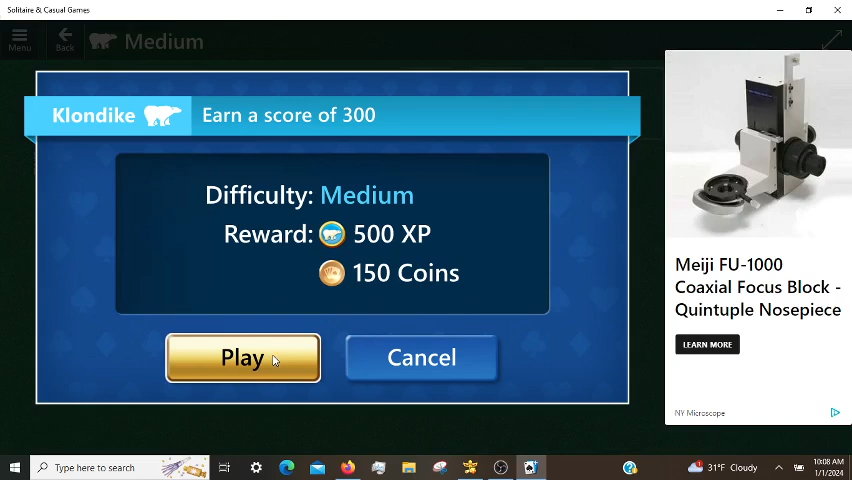 Solitaire & Casual Games
Menu
Back
Medium
Klondike
Earn a score of 300
Difficulty: Medium
Reward: 500 XP
150 Coins
Play
Cancel
Meiji FU-1000
Coaxial Focus Block -
Quintuple Nosepiece
LEARN MORE
NY Microscope
Type here to search
31°F Cloudy
10:08 AM
1/1/2024